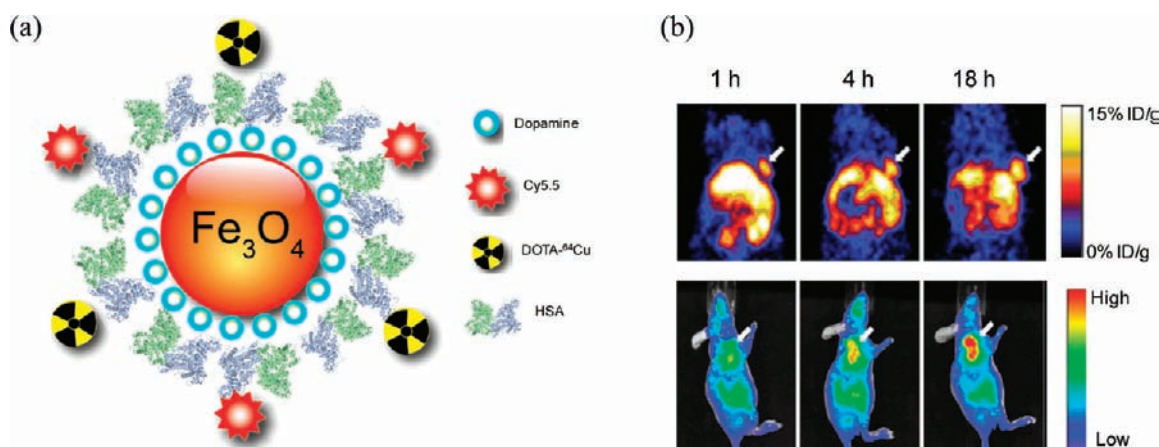 (a)
Fe₃O₄
Dopamine
Cy5.5
DOTA-⁶⁴Cu
HSA
(b)
1 h 4 h 18 h
15% ID/g
0% ID/g
High
Low